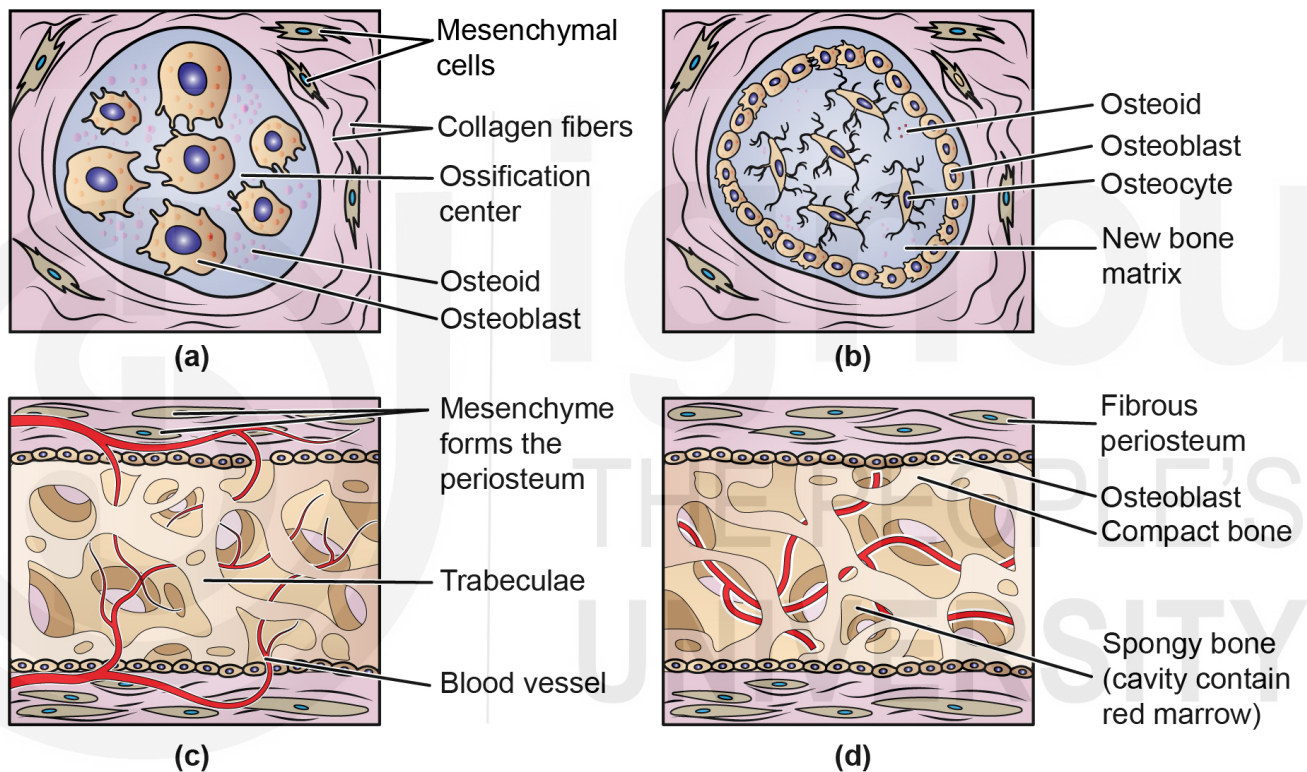 Mesenchymal
cells
Collagen fibers
Ossification
center
Osteoid
Osteoblast
(a)
Osteoid
Osteoblast
Osteocyte
New bone
matrix
(b)
Mesenchyme
forms the
periosteum
Trabeculae
Blood vessel
(c)
Fibrous
periosteum
Osteoblast
Compact bone
Spongy bone
(cavity contain
red marrow)
(d)
ignou
THE PEOPLE'S
UNIVERSITY